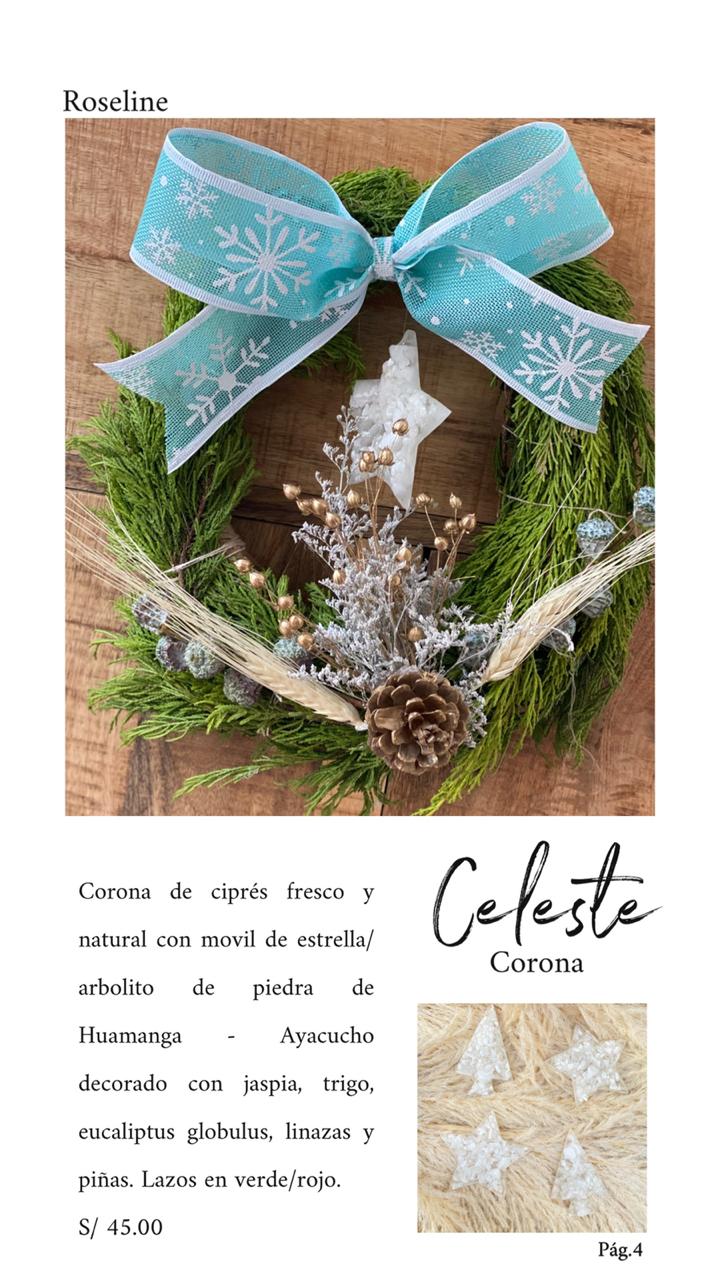 Roseline
Celeste
Corona
Corona de ciprés fresco y
natural con movil de estrella/
arbolito de piedra de
Huamanga - Ayacucho
decorado con jaspia, trigo,
eucaliptus globulus, linazas y
piñas. Lazos en verde/rojo.
S/ 45.00
Pág.4